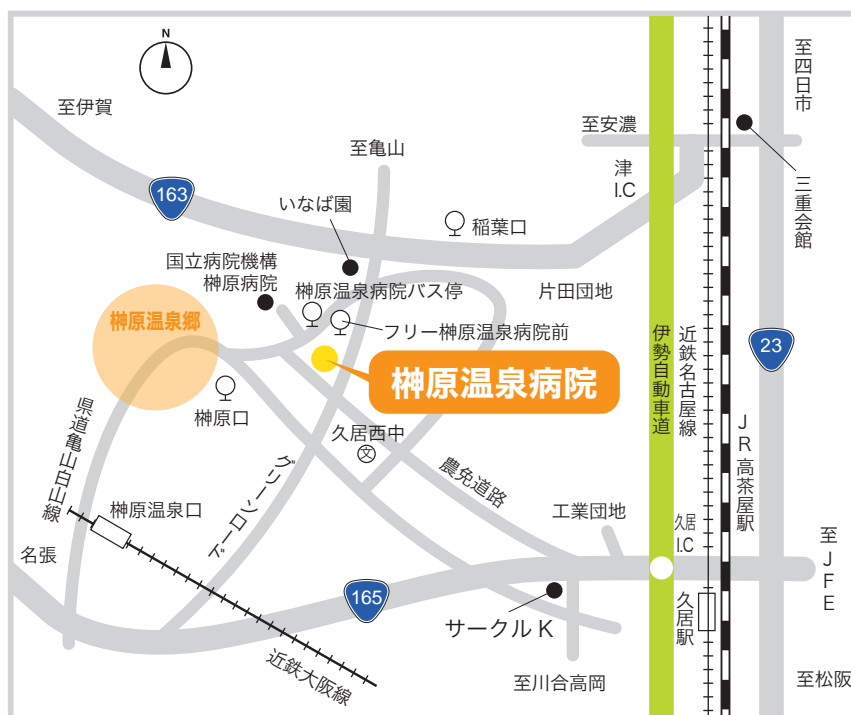 N
至伊賀
163
至亀山
いなば園
稲葉口
国立病院機構
榊原病院
榊原温泉病院バス停
フリー榊原温泉病院前
片田団地
至安濃
津
I.C
至四日市
三重会館
榊原温泉郷
榊原温泉病院
榊原口
久居西中
文
県道亀山白山線
グリーンロード
農免道路
伊勢自動車道
近鉄名古屋線
23
JR高茶屋駅
榊原温泉口
名張
工業団地
久居
I.C
至JFE
165
サークルK
久居駅
近鉄大阪線
至川合高岡
至松阪